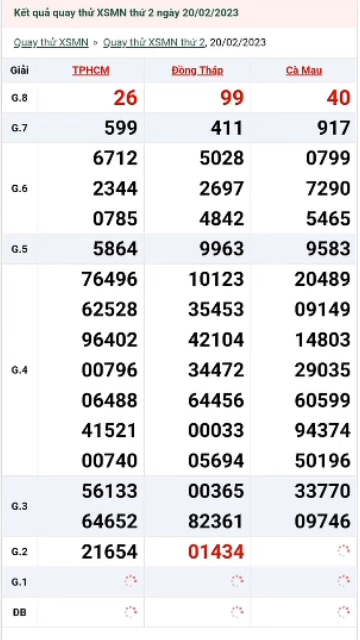 Kết quả quay thử XSMN thứ 2 ngày 20/02/2023
Quay thử XSMN » Quay thử XSMN thứ 2, 20/02/2023
Giải TPHCM Đồng Tháp Cà Mau
G.8 26 99 40
G.7 599 411 917
6712 5028 0799
G.6 2344 2697 7290
0785 4842 5465
G.5 5864 9963 9583
76496 10123 20489
62528 35453 09149
96402 42104 14803
G.4 00796 34472 29035
06488 64456 60599
41521 00033 94374
00740 05694 50196
G.3 56133 00365 33770
64652 82361 09746
G.2 21654 01434
G.1
ĐB